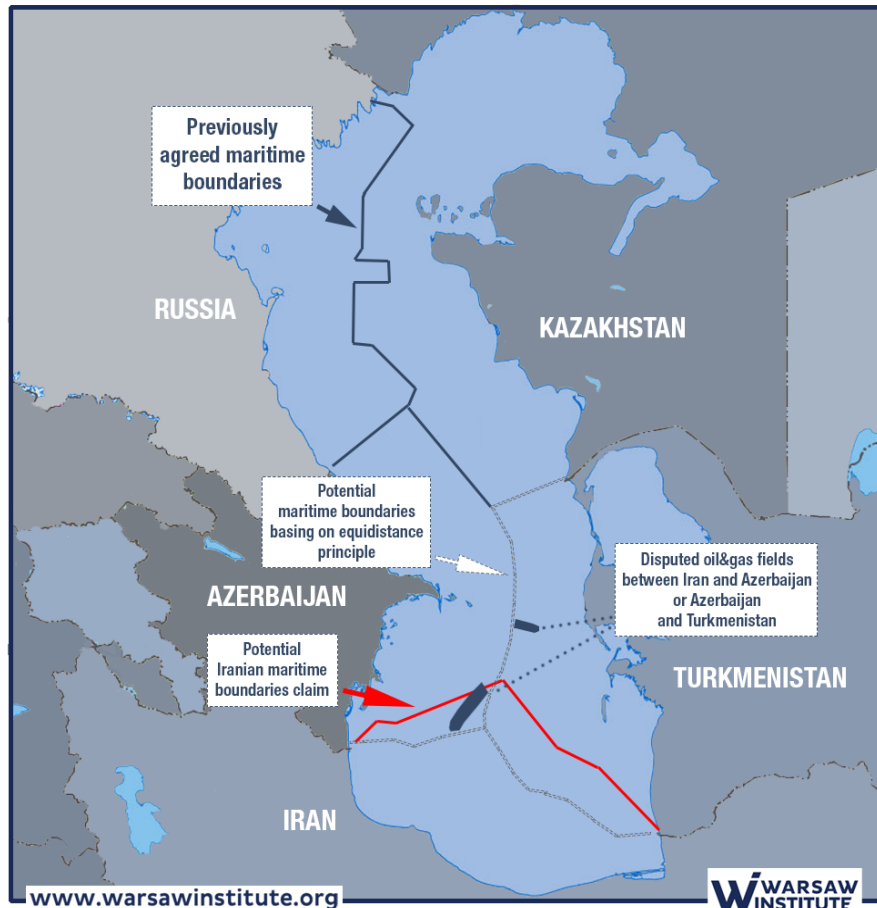 Previously
agreed maritime
boundaries
RUSSIA
KAZAKHSTAN
Potential
maritime boundaries
basing on equidistance
principle
Disputed oil&gas fields
between Iran and Azerbaijan
or Azerbaijan
and Turkmenistan
AZERBAIJAN
Potential
Iranian maritime
boundaries claim
TURKMENISTAN
IRAN
www.warsawinstitute.org
WARSAW
INSTITUTE